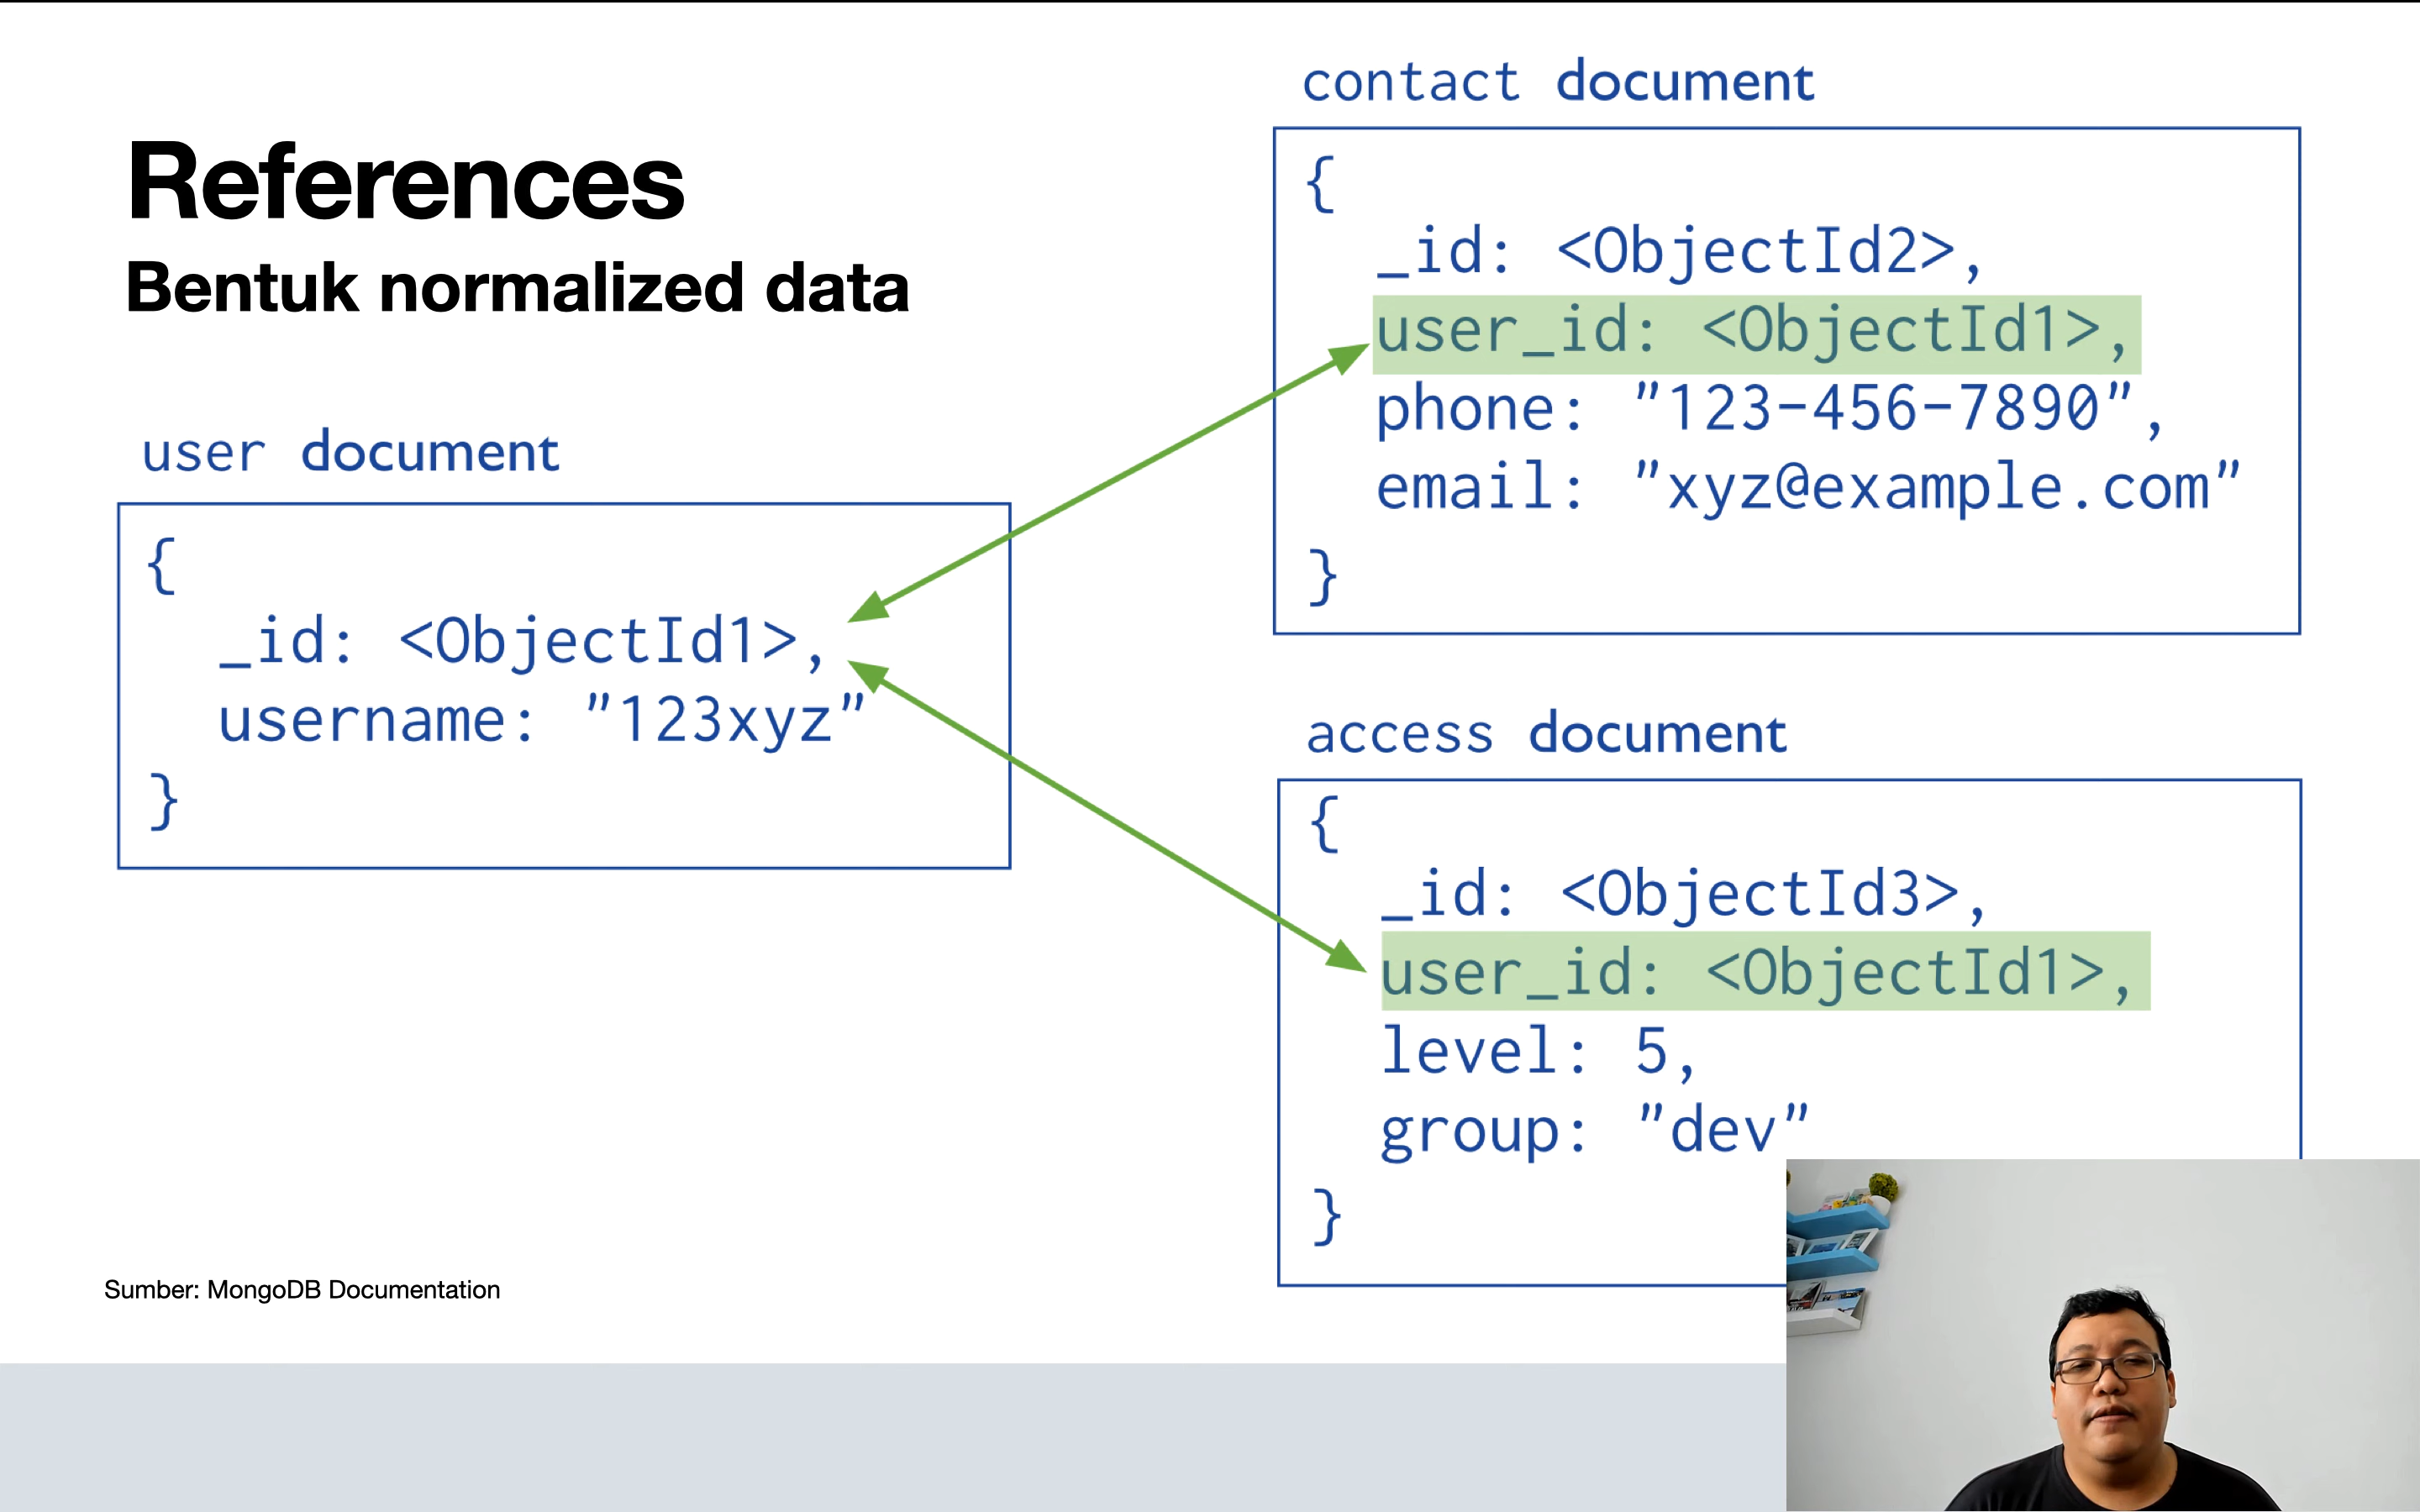 References
Bentuk normalized data
user document
{
_id: <ObjectId1>,
username: "123xyz"
}
contact document
{
_id: <ObjectId2>,
user_id: <ObjectId1>,
phone: "123-456-7890",
email: "xyz@example.com"
}
access document
{
_id: <ObjectId3>,
user_id: <ObjectId1>,
level: 5,
group: "dev"
}
Sumber: MongoDB Documentation